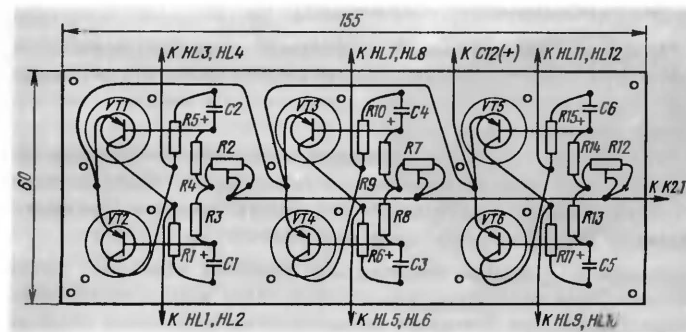 155
К HL3, HL4
К HL7, HL8
К C12(+)
К HL11, HL12
60
VT1
R5+
C2
R2
R4
R3
VT2
R1+
C1
VT3
R10+
C4
R7
R9
R8
VT4
R6+
C3
VT5
R15+
C6
R14
R12
R13
VT6
R11+
C5
К K2.1
К HL1, HL2
К HL5, HL6
К HL9, HL10